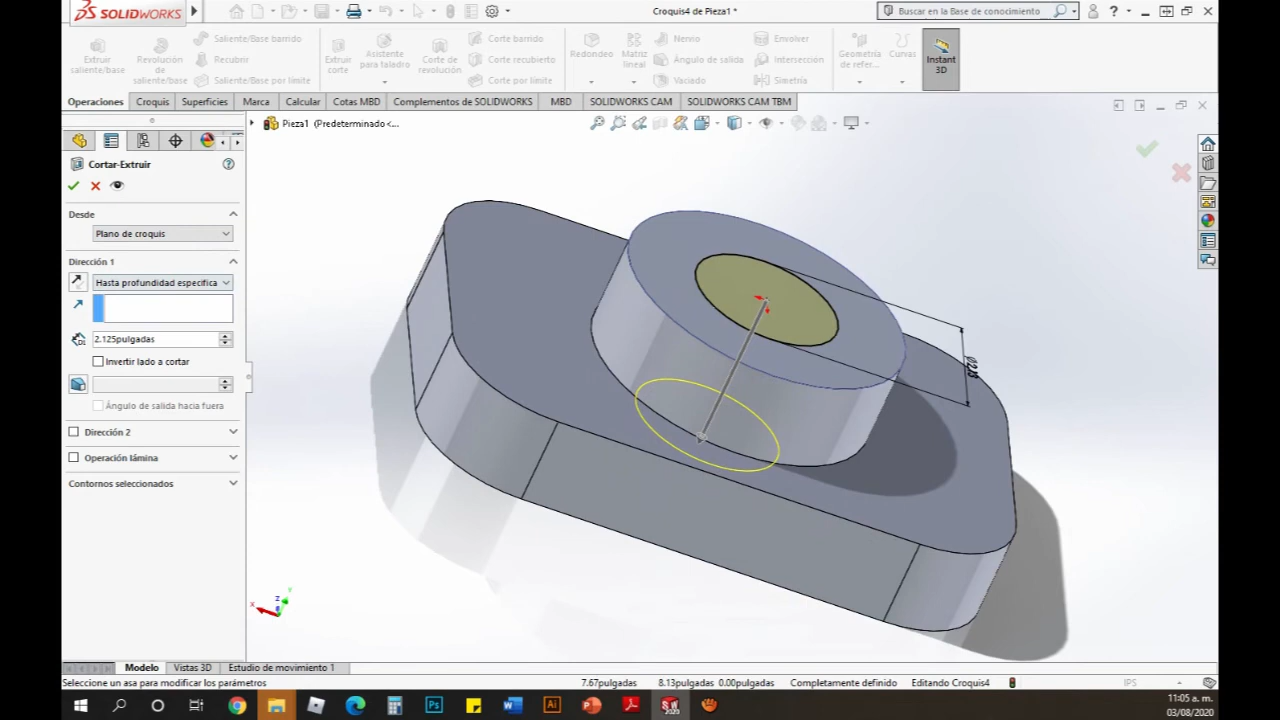 SOLIDWORKS
Croquis4 de Pieza1 *
Buscar en la Base de conocimiento
Extruir saliente/base
Revolución de saliente/base
Saliente/Base barrido
Recubrir
Saliente/Base por límite
Extruir corte
Asistente para taladro
Corte de revolución
Corte barrido
Corte recubierto
Corte por límite
Redondeo
Matriz lineal
Nervio
Ángulo de salida
Vaciado
Envolver
Intersección
Simetría
Geometría de refer...
Curvas
Instant 3D
Operaciones
Croquis
Superficies
Marca
Calcular
Cotas MBD
Complementos de SOLIDWORKS
MBD
SOLIDWORKS CAM
SOLIDWORKS CAM TBM
Pieza1 (Predeterminado <...
Cortar-Extruir
Desde
Plano de croquis
Dirección 1
Hasta profundidad específica
2.125pulgadas
Invertir lado a cortar
Ángulo de salida hacia fuera
Dirección 2
Operación lámina
Contornos seleccionados
Modelo
Vistas 3D
Estudio de movimiento 1
Seleccione un asa para modificar los parámetros
7.67pulgadas
8.13pulgadas 0.00pulgadas
Completamente definido
Editando Croquis4
IPS
11:05 a. m.
03/08/2020